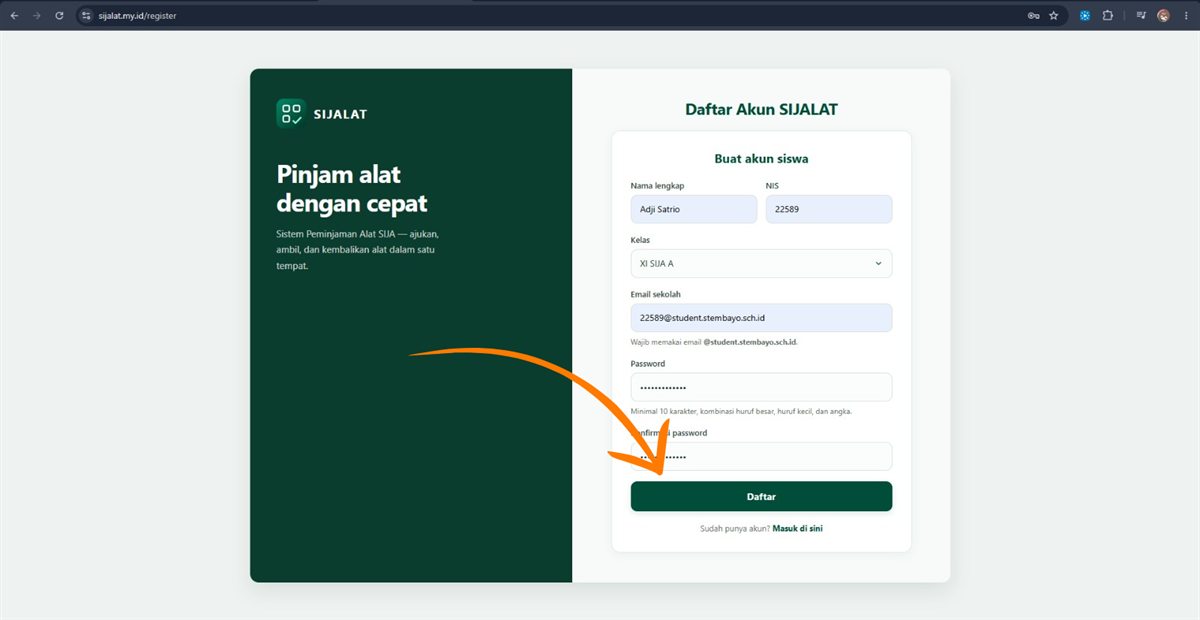 sijalat.my.id/register
SIJALAT
Pinjam alat
dengan cepat
Sistem Peminjaman Alat SIJA — ajukan,
ambil, dan kembalikan alat dalam satu
tempat.
Daftar Akun SIJALAT
Buat akun siswa
Nama lengkap NIS
Adji Satrio 22589
Kelas
XI SIJA A
Email sekolah
22589@student.stembayo.sch.id
Wajib memakai email @student.stembayo.sch.id.
Password
Minimal 10 karakter, kombinasi huruf besar, huruf kecil, dan angka.
password
Daftar
Sudah punya akun? Masuk di sini